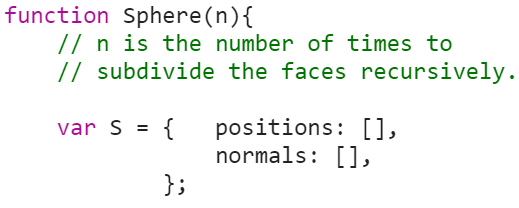 function Sphere(n){
    // n is the number of times to
    // subdivide the faces recursively.
    var S = {   positions: [],
                normals: [],
            };